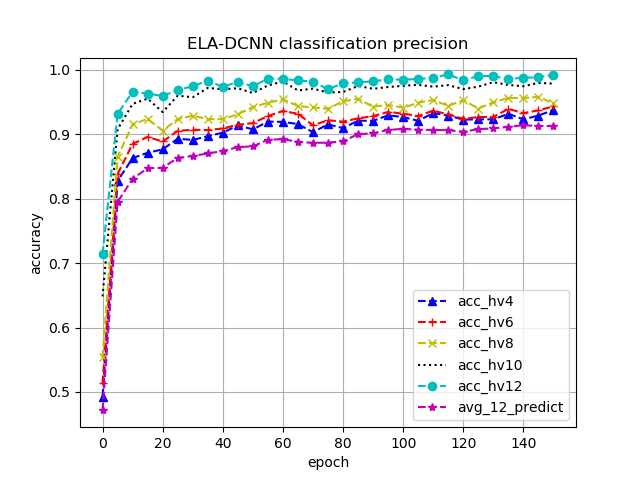 ELA-DCNN classification precision
accuracy
1.0
0.9
0.8
0.7
0.6
0.5
acc_hv4
acc_hv6
acc_hv8
acc_hv10
acc_hv12
avg_12_predict
0 20 40 60 80 100 120 140
epoch